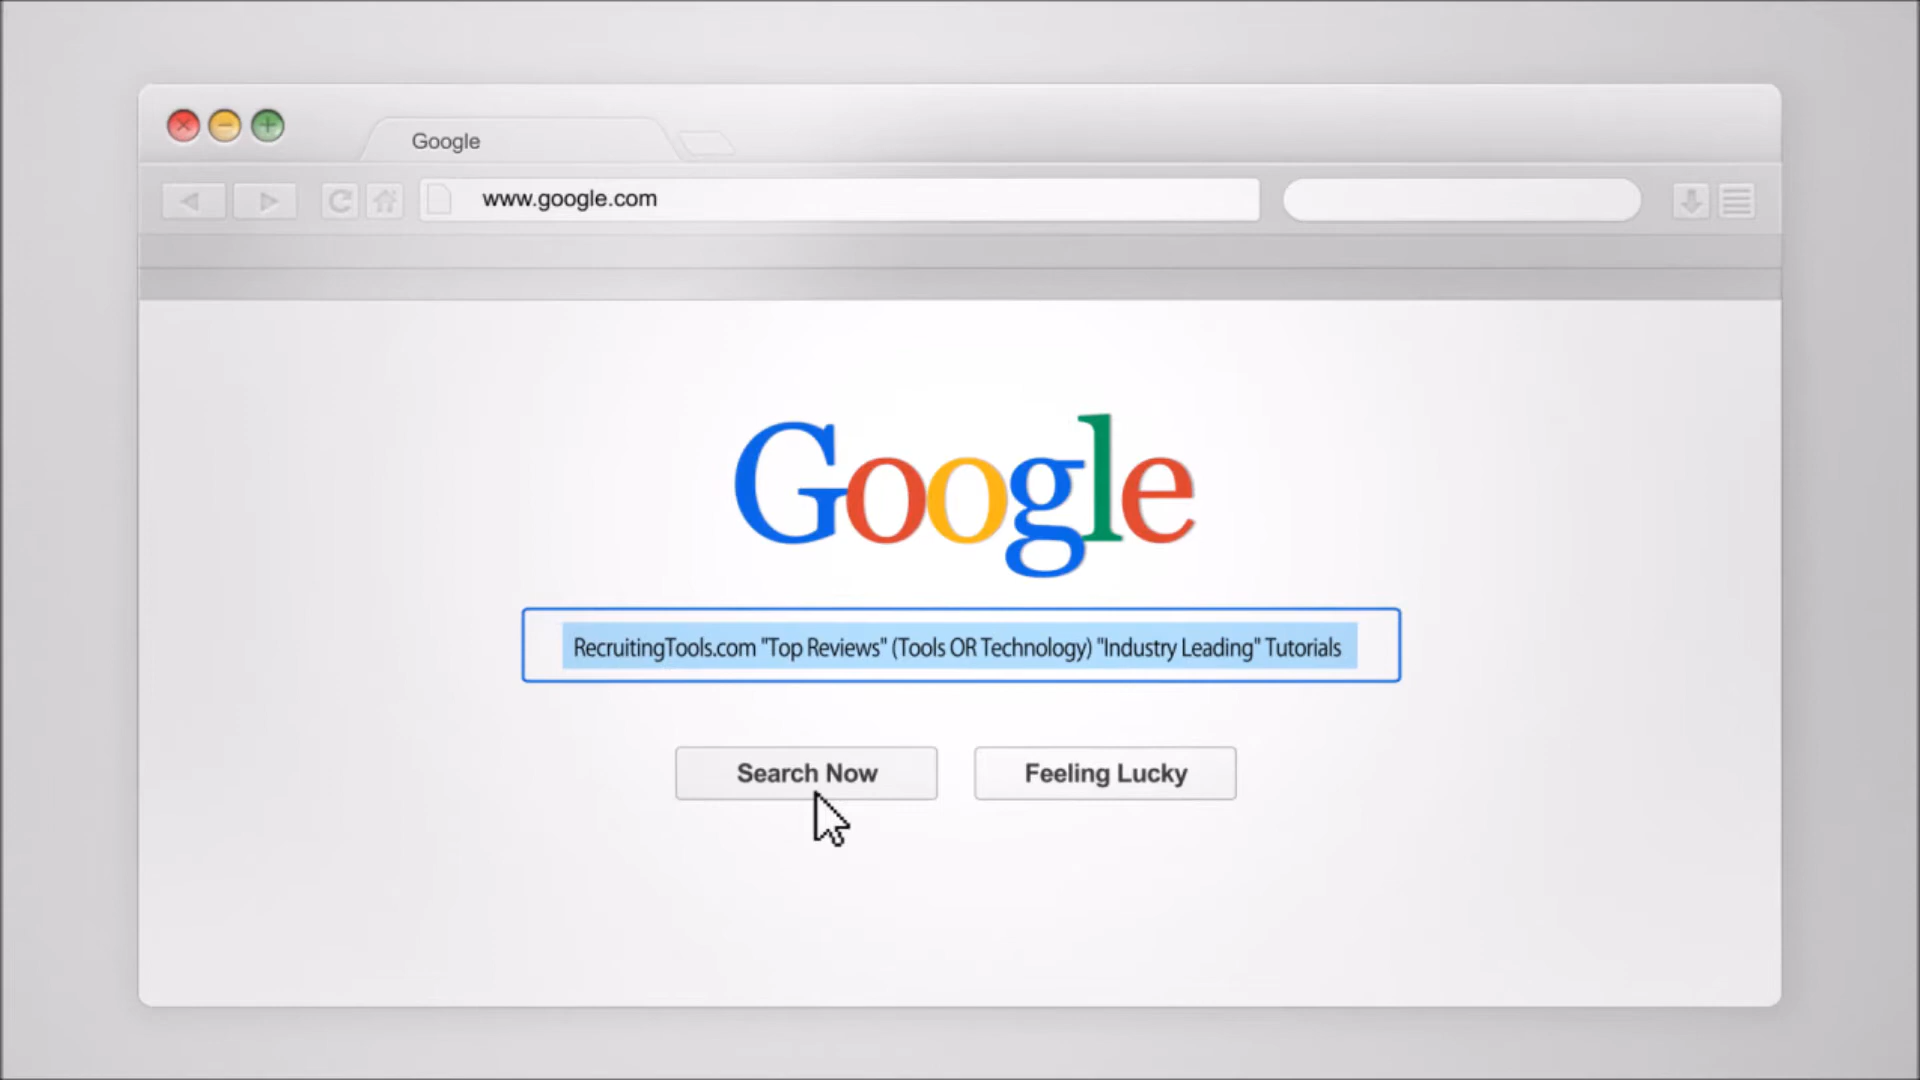 Google
www.google.com
Google
RecruitingTools.com "Top Reviews" (Tools OR Technology) "Industry Leading" Tutorials
Search Now
Feeling Lucky